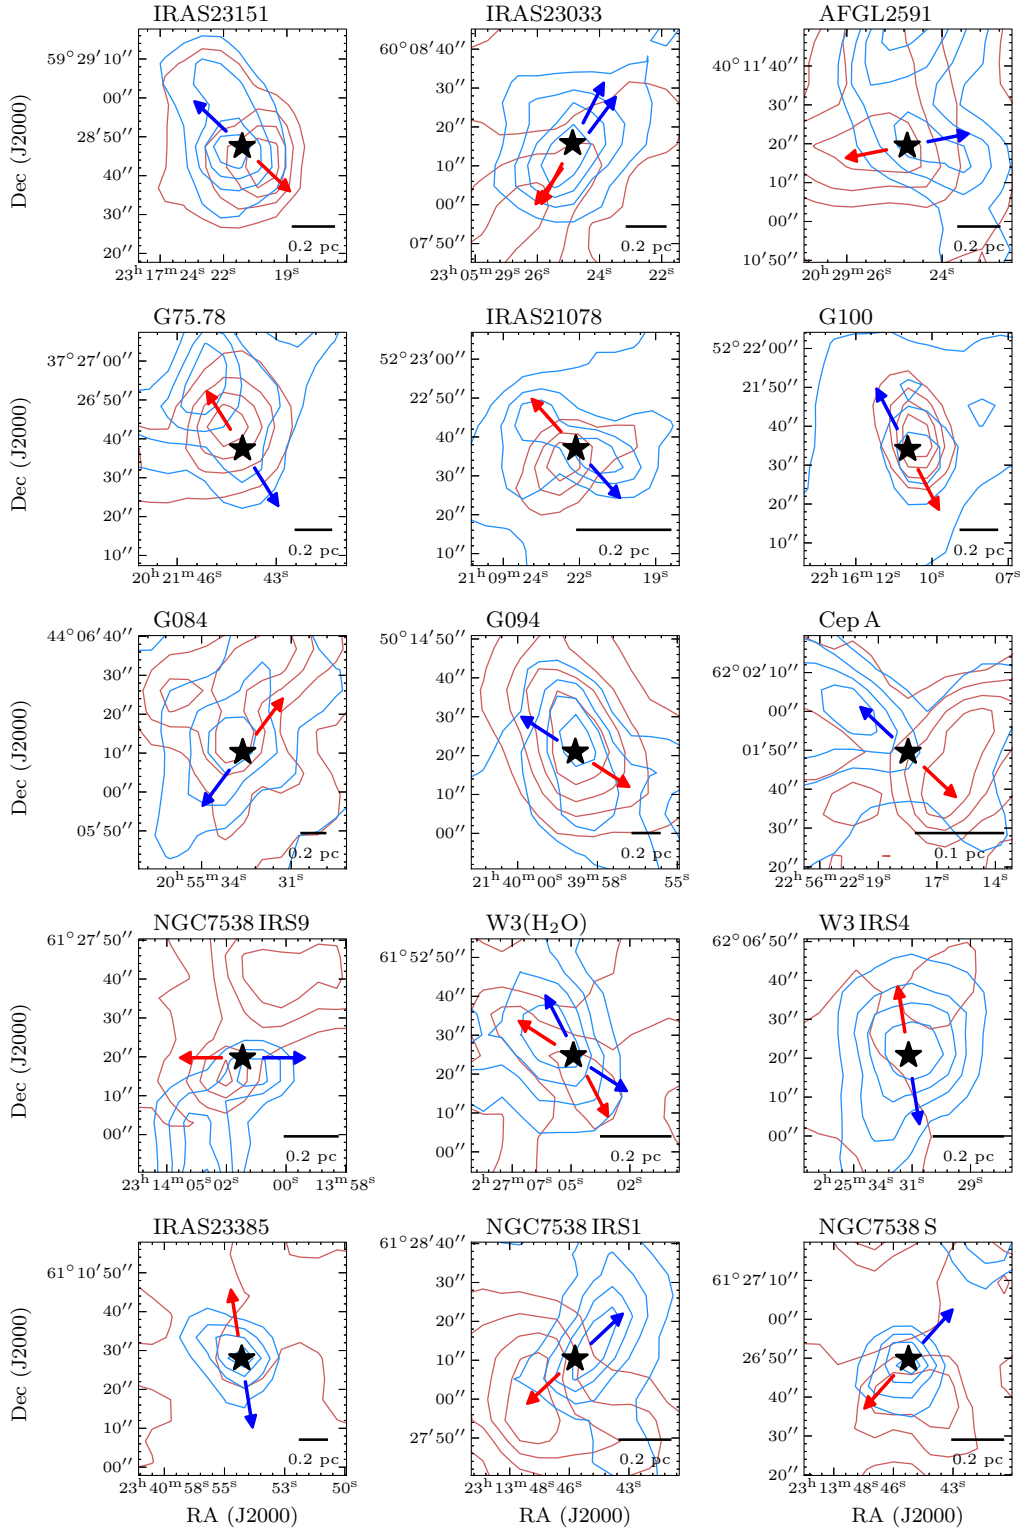 IRAS23151 IRAS23033 AFGL2591
Dec (J2000)
59°29′10′′ 00′′ 28′50′′ 40′′ 30′′ 20′′
0.2 pc
23ʰ17ᵐ24ˢ 22ˢ 19ˢ
60°08′40′′ 30′′ 20′′ 10′′ 00′′ 07′50′′
0.2 pc
23ʰ05ᵐ29ˢ 26ˢ 24ˢ 22ˢ
40°11′40′′ 30′′ 20′′ 10′′ 00′′ 10′50′′
0.2 pc
20ʰ29ᵐ26ˢ 24ˢ
G75.78 IRAS21078 G100
Dec (J2000)
37°27′00′′ 26′50′′ 40′′ 30′′ 20′′ 10′′
0.2 pc
20ʰ21ᵐ46ˢ 43ˢ
52°23′00′′ 22′50′′ 40′′ 30′′ 20′′ 10′′
0.2 pc
21ʰ09ᵐ24ˢ 22ˢ 19ˢ
52°22′00′′ 21′50′′ 40′′ 30′′ 20′′ 10′′
0.2 pc
22ʰ16ᵐ12ˢ 10ˢ 07ˢ
G084 G094 Cep A
Dec (J2000)
44°06′40′′ 30′′ 20′′ 10′′ 00′′ 05′50′′
0.2 pc
20ʰ55ᵐ34ˢ 31ˢ
50°14′50′′ 40′′ 30′′ 20′′ 10′′ 00′′
0.2 pc
21ʰ40ᵐ00ˢ 39ᵐ58ˢ 55ˢ
62°02′10′′ 00′′ 01′50′′ 40′′ 30′′ 20′′
0.1 pc
22ʰ56ᵐ22ˢ 19ˢ 17ˢ 14ˢ
NGC7538 IRS9 W3(H₂O) W3 IRS4
Dec (J2000)
61°27′50′′ 40′′ 30′′ 20′′ 10′′ 00′′
0.2 pc
23ʰ14ᵐ05ˢ 02ˢ 00ˢ 13ᵐ58ˢ
61°52′50′′ 40′′ 30′′ 20′′ 10′′ 00′′
0.2 pc
2ʰ27ᵐ07ˢ 05ˢ 02ˢ
62°06′50′′ 40′′ 30′′ 20′′ 10′′ 00′′
0.2 pc
2ʰ25ᵐ34ˢ 31ˢ 29ˢ
IRAS23385 NGC7538 IRS1 NGC7538 S
Dec (J2000)
61°10′50′′ 40′′ 30′′ 20′′ 10′′ 00′′
0.2 pc
23ʰ40ᵐ58ˢ 55ˢ 53ˢ 50ˢ
61°28′40′′ 30′′ 20′′ 10′′ 00′′ 27′50′′
0.2 pc
23ʰ13ᵐ48ˢ 46ˢ 43ˢ
61°27′10′′ 00′′ 26′50′′ 40′′ 30′′ 20′′
0.2 pc
23ʰ13ᵐ48ˢ 46ˢ 43ˢ
RA (J2000) RA (J2000) RA (J2000)